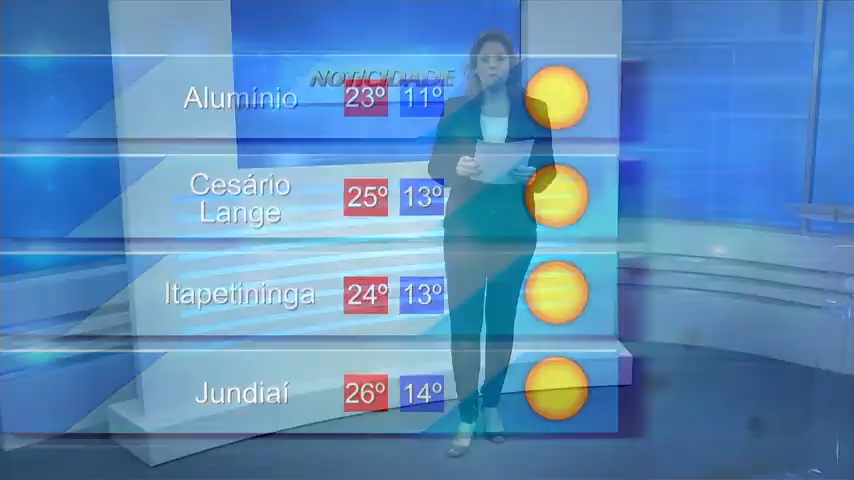 NOTICIDADE
Alumínio 23º 11º
Cesário
Lange
25º 13º
Itapetininga 24º 13º
Jundiaí 26º 14º